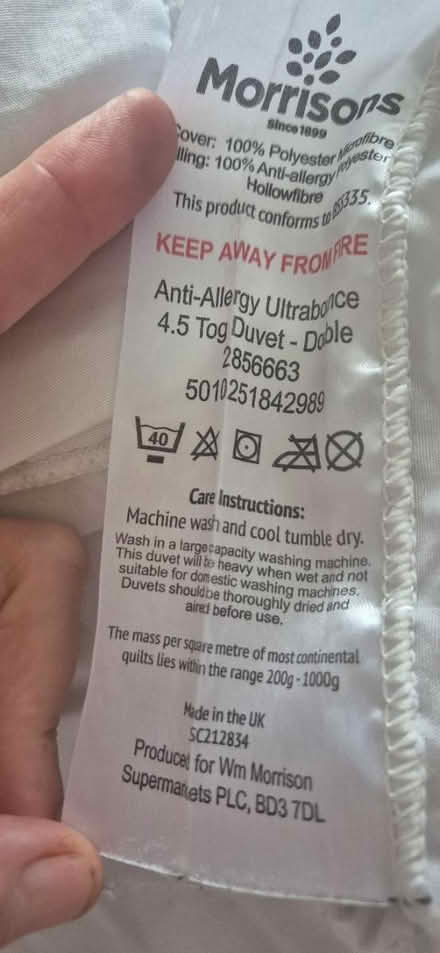 Morrisons
Since 1899
Cover: 100% Polyester Microfibre
lling: 100% Anti-allergy Polyester
Hollowfibre
This product conforms to BS5335.
KEEP AWAY FROM FIRE
Anti-Allergy Ultrabounce
4.5 Tog Duvet - Double
2856663
5010251842989
40
Care Instructions:
Machine wash and cool tumble dry.
Wash in a large capacity washing machine.
This duvet will be heavy when wet and not
suitable for domestic washing machines.
Duvets should be thoroughly dried and
aired before use.
The mass per square metre of most continental
quilts lies within the range 200g - 1000g
Made in the UK
SC212834
Produced for Wm Morrison
Supermarkets PLC, BD3 7DL